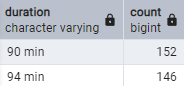 duration count
character varying bigint
90 min 152
94 min 146